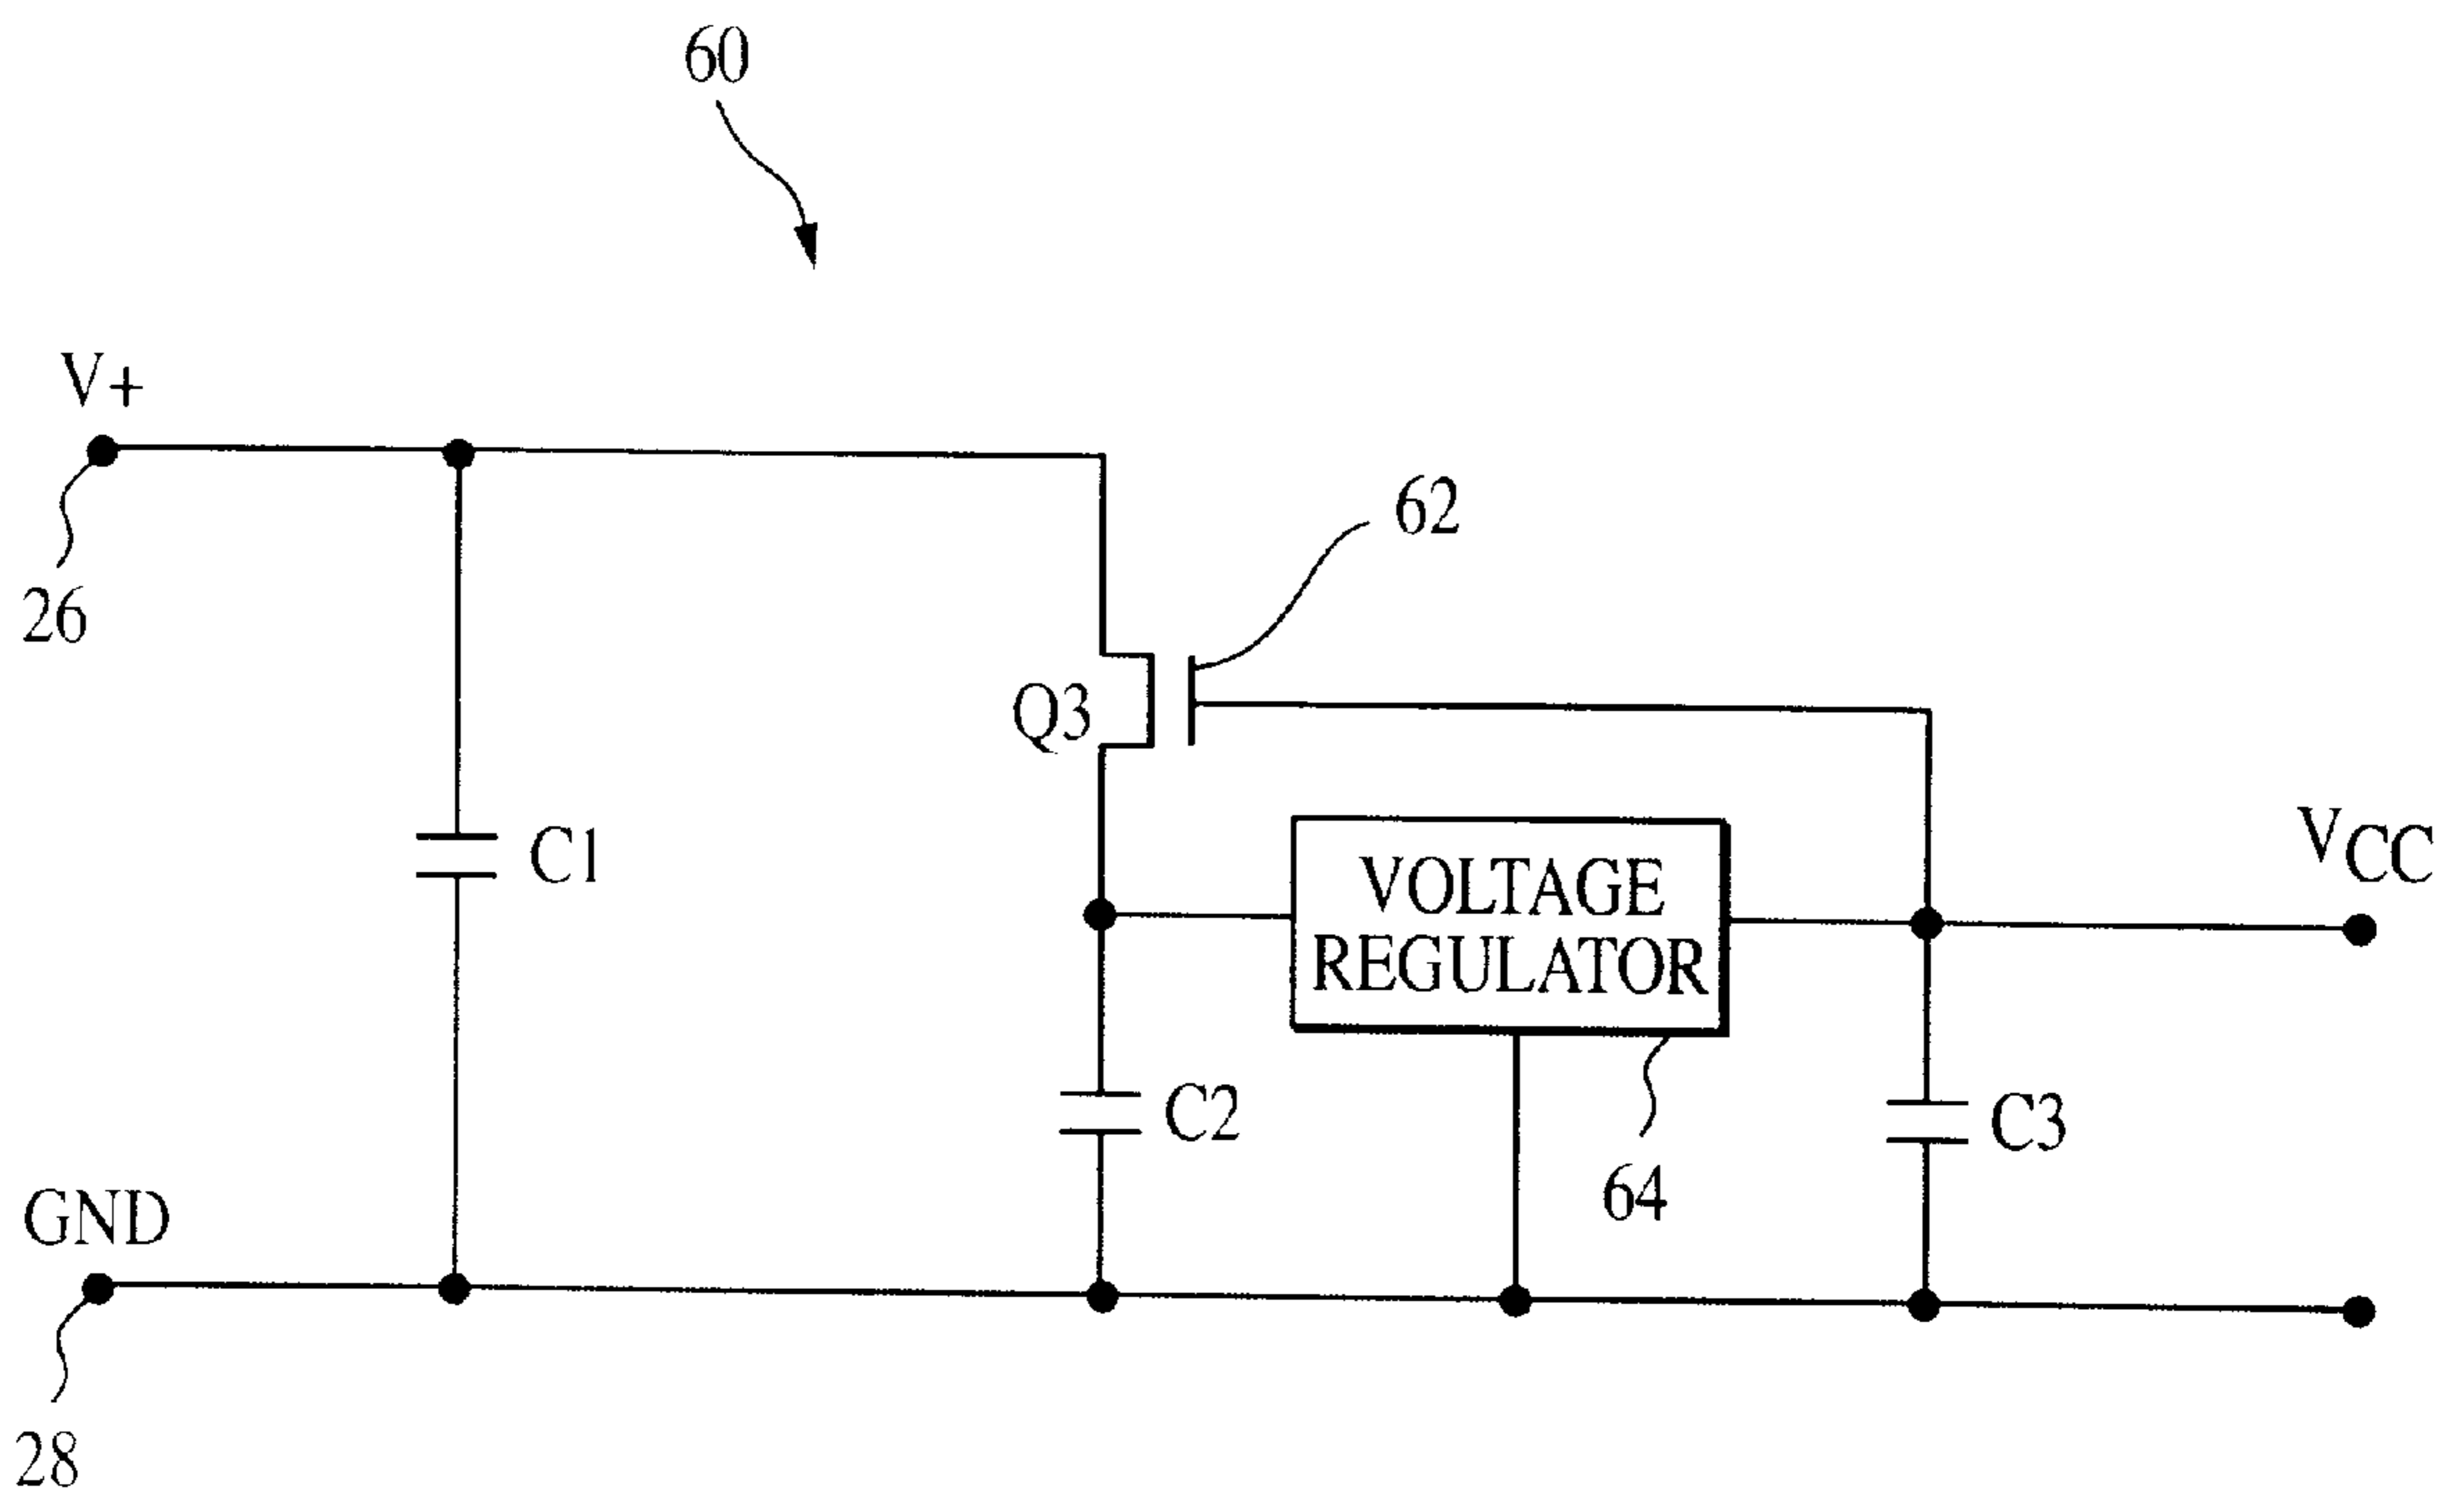 60
V+
26
62
Q3
C1
VOLTAGE
REGULATOR
VCC
C2
C3
64
GND
28